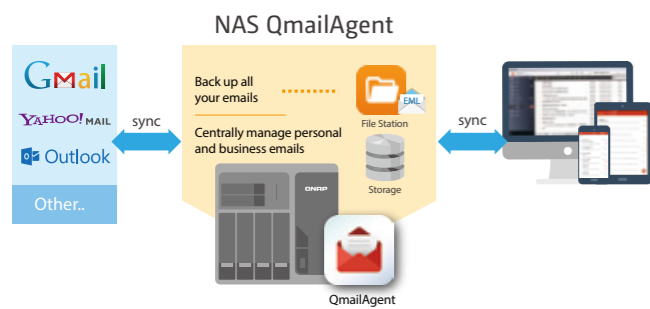 NAS QmailAgent
Gmail
YAHOO! MAIL
Outlook
Other..
sync
Back up all
your emails
EML
File Station
Centrally manage personal
and business emails
Storage
QNAP
QmailAgent
sync